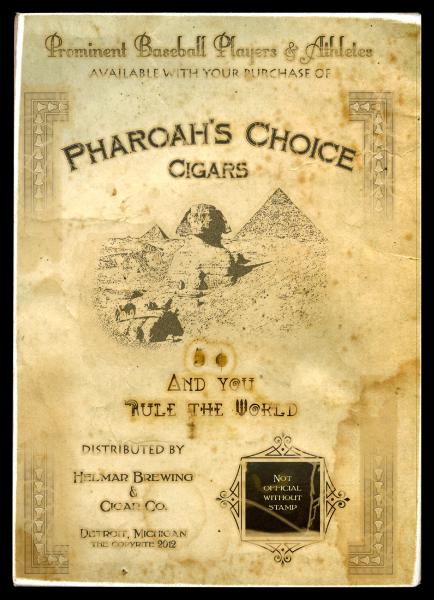 Prominent Baseball Players & Athletes
AVAILABLE WITH YOUR PURCHASE OF
PHAROAH'S CHOICE
CIGARS
AND YOU
RULE THE WORLD
DISTRIBUTED BY
HELMAR BREWING
&
CIGAR CO.
DETROIT, MICHIGAN
THE COPYRITE 2012
NOT
OFFICIAL
WITHOUT
STAMP